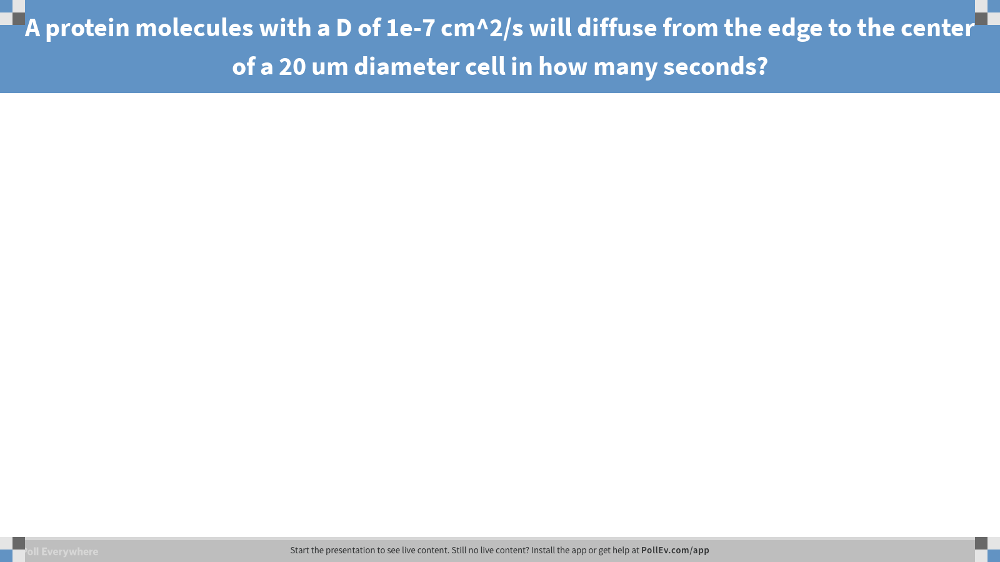 A protein molecules with a D of 1e-7 cm^2/s will diffuse from the edge to the center
of a 20 um diameter cell in how many seconds?
Poll Everywhere
Start the presentation to see live content. Still no live content? Install the app or get help at PollEv.com/app